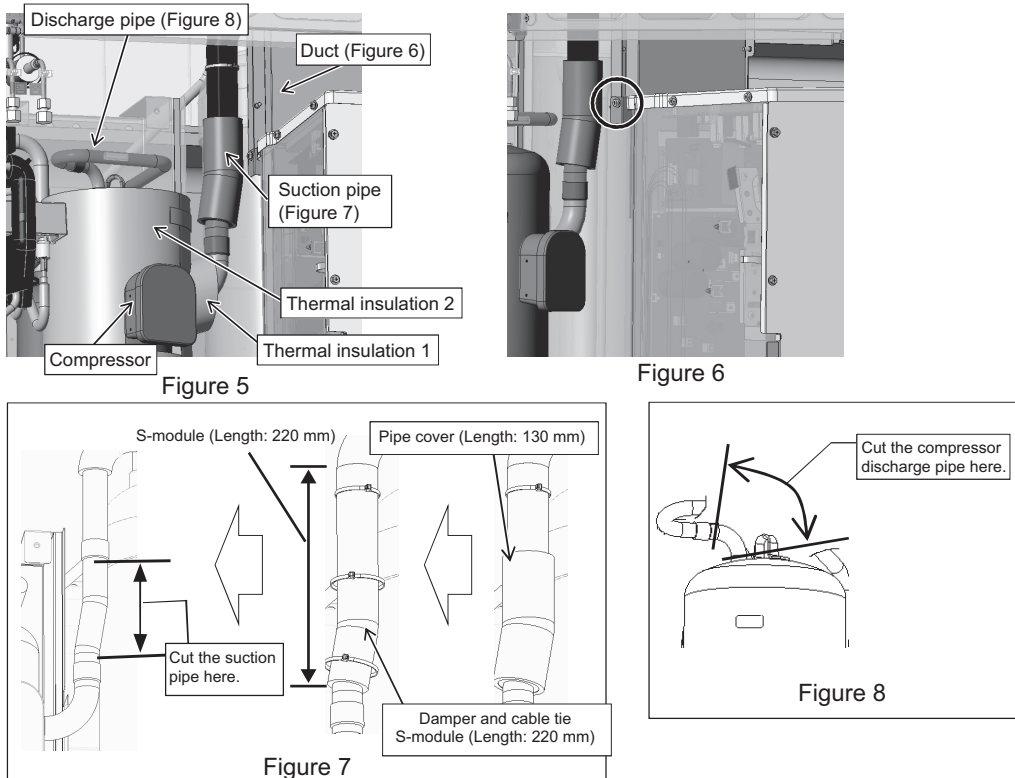 Discharge pipe (Figure 8)
Duct (Figure 6)
Suction pipe
(Figure 7)
Thermal insulation 2
Thermal insulation 1
Compressor
Figure 5
Figure 6
S-module (Length: 220 mm)
Pipe cover (Length: 130 mm)
Cut the suction
pipe here.
Damper and cable tie
S-module (Length: 220 mm)
Figure 7
Cut the compressor
discharge pipe here.
Figure 8